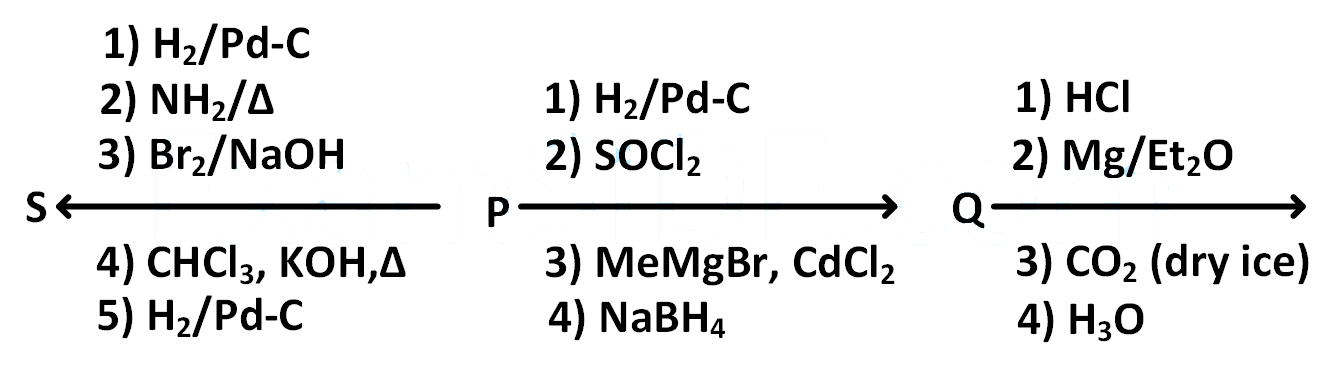 1) H₂/Pd-C
2) NH₂/Δ
3) Br₂/NaOH
S
4) CHCl₃, KOH,Δ
5) H₂/Pd-C
P
1) H₂/Pd-C
2) SOCl₂
3) MeMgBr, CdCl₂
4) NaBH₄
Q
1) HCl
2) Mg/Et₂O
3) CO₂ (dry ice)
4) H₃O